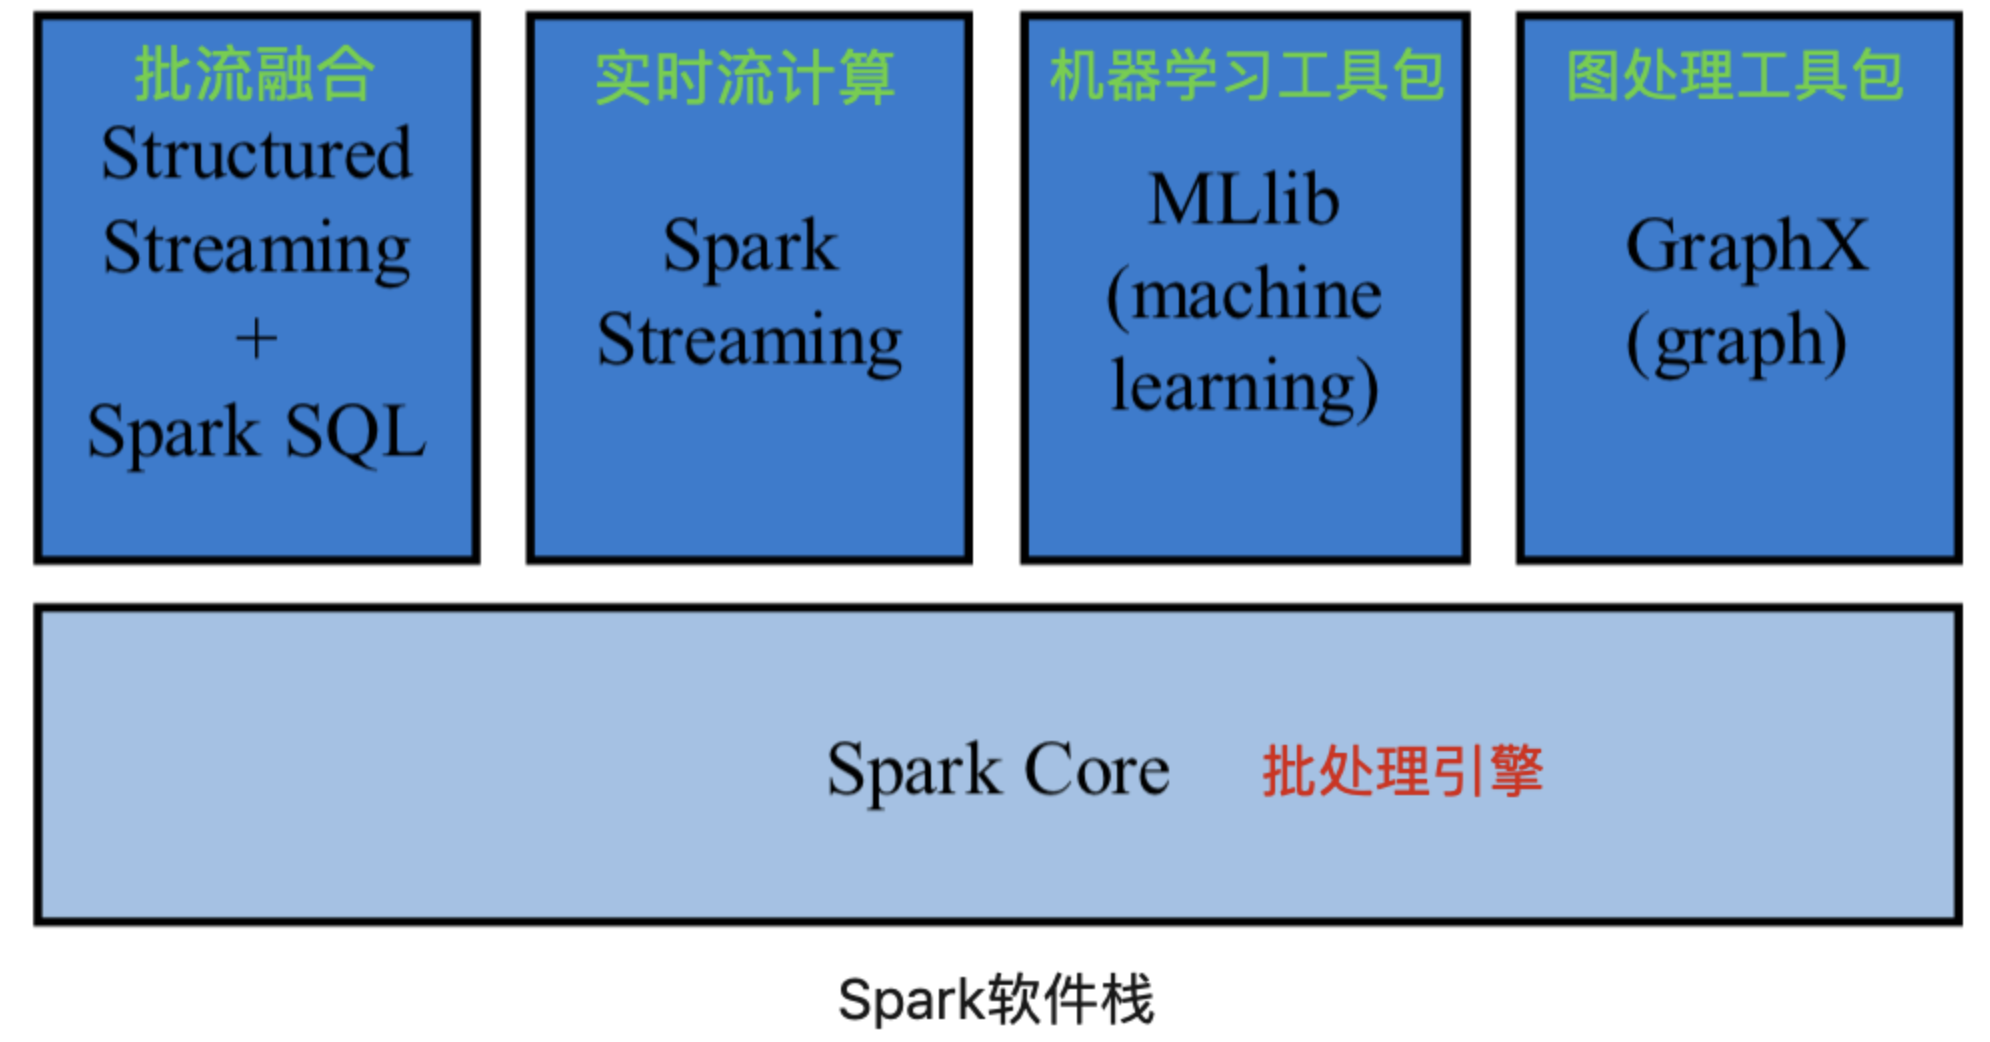 批流融合
Structured
Streaming
+
Spark SQL
实时流计算
Spark
Streaming
机器学习工具包
MLlib
(machine
learning)
图处理工具包
GraphX
(graph)
Spark Core 批处理引擎
Spark软件栈